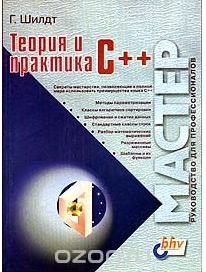 Г. Шилдт
Теория и
практика C++
Секреты мастерства, позволяющие в полной
мере использовать преимущества языка C++
Методы параметризации
Классы алгоритмов сортировки
Шифрование и сжатие данных
Стандартные классы строк
Разбор математических
выражений
Разреженные
массивы
Шаблоны и их
функции
МАСТЕР
РУКОВОДСТВО ДЛЯ ПРОФЕССИОНАЛОВ
bhv
OZON.RU